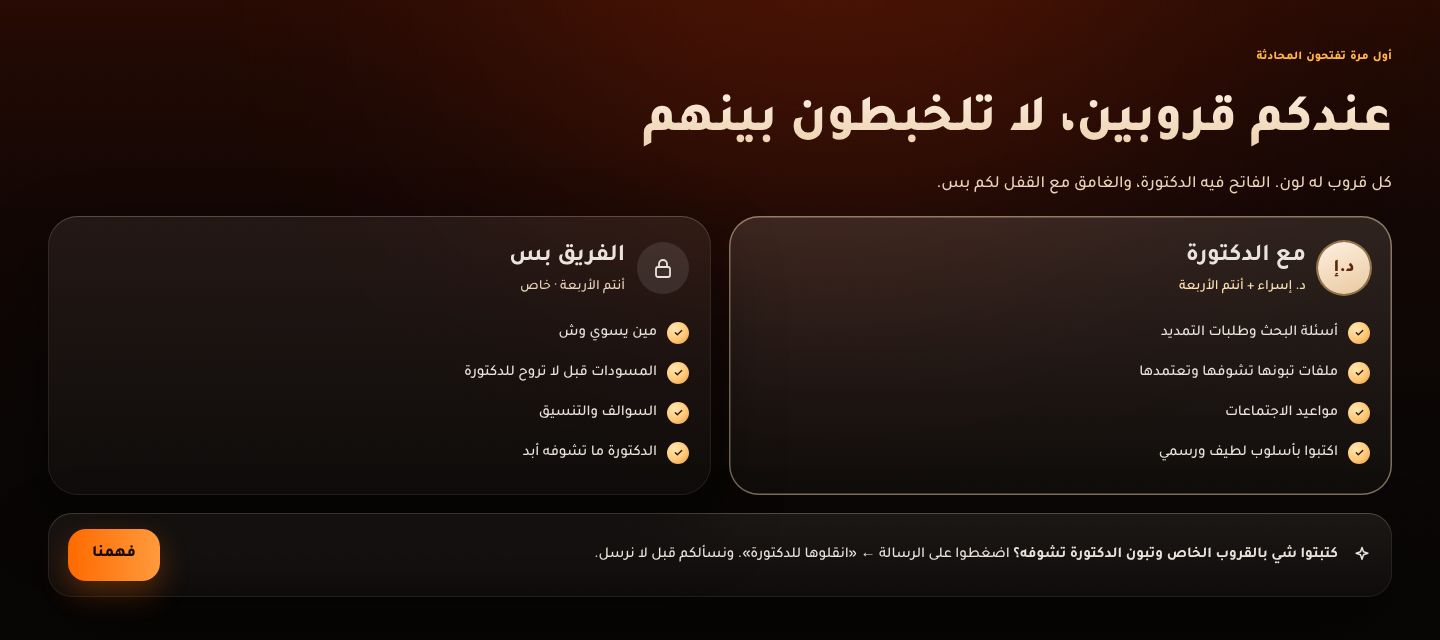 أول مرة تفتحون المحادثة
عندكم قروبين، لا تلخبطون بينهم
كل قروب له لون. الفاتح فيه الدكتورة، والغامق مع القفل لكم بس.
د.إ
مع الدكتورة
د. إسراء + أنتم الأربعة
أسئلة البحث وطلبات التمديد
ملفات تبونها تشوفها وتعتمدها
مواعيد الاجتماعات
اكتبوا بأسلوب لطيف ورسمي
الفريق بس
أنتم الأربعة · خاص
مين يسوي وش
المسودات قبل لا تروح للدكتورة
السوالف والتنسيق
الدكتورة ما تشوفه أبد
كتبتوا شي بالقروب الخاص وتبون الدكتورة تشوفه؟ اضغطوا على الرسالة ← «انقلوها للدكتورة». ونسألكم قبل لا نرسل.
فهمنا